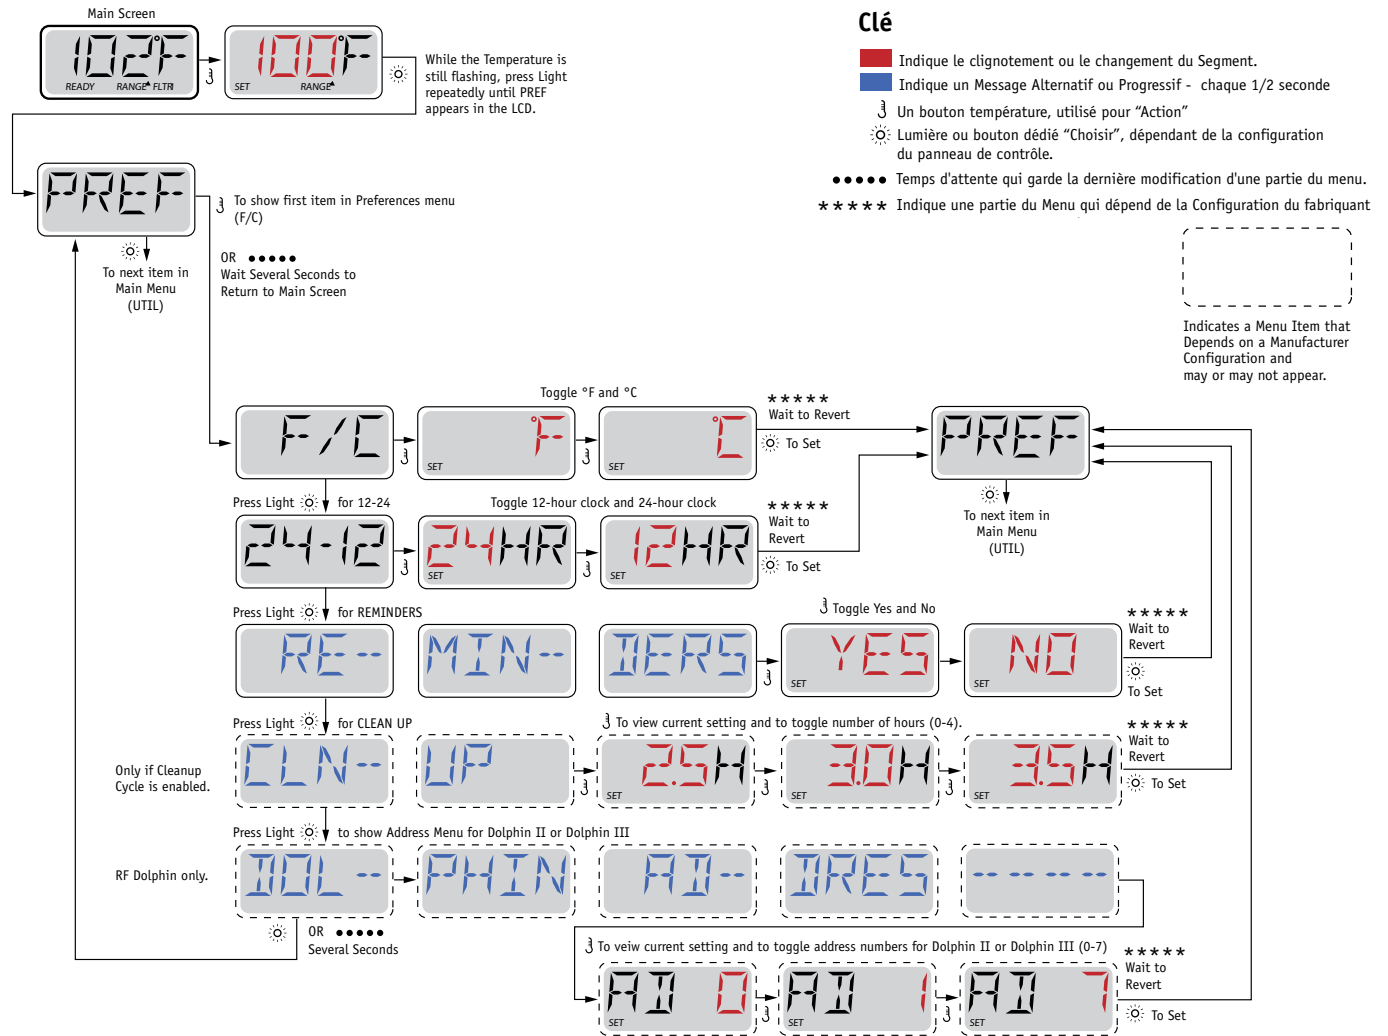 Main Screen
102°F
READY RANGE FLTR
100°F
SET RANGE
While the Temperature is
still flashing, press Light
repeatedly until PREF
appears in the LCD.
Clé
Indique le clignotement ou le changement du Segment.
Indique un Message Alternatif ou Progressif - chaque 1/2 seconde
Un bouton température, utilisé pour “Action”
Lumière ou bouton dédié “Choisir”, dépendant de la configuration
du panneau de contrôle.
Temps d'attente qui garde la dernière modification d'une partie du menu.
***** Indique une partie du Menu qui dépend de la Configuration du fabriquant
Indicates a Menu Item that
Depends on a Manufacturer
Configuration and
may or may not appear.
PREF
To show first item in Preferences menu
(F/C)
OR •••••
Wait Several Seconds to
Return to Main Screen
To next item in
Main Menu
(UTIL)
Toggle °F and °C
F/C
°F
SET
°C
SET
*****
Wait to Revert
To Set
PREF
To next item in
Main Menu
(UTIL)
Press Light for 12-24
Toggle 12-hour clock and 24-hour clock
24-12
24HR
SET
12HR
SET
*****
Wait to
Revert
To Set
Press Light for REMINDERS
Toggle Yes and No
RE--
MIN--
DERS
YES
SET
NO
SET
*****
Wait to
Revert
To Set
Press Light for CLEAN UP
To view current setting and to toggle number of hours (0-4).
Only if Cleanup
Cycle is enabled.
CLN--
UP
2.5H
SET
3.0H
SET
3.5H
SET
*****
Wait to
Revert
To Set
Press Light to show Address Menu for Dolphin II or Dolphin III
RF Dolphin only.
DOL--
PHIN
AD--
DRES
-- -- -- --
OR •••••
Several Seconds
To veiw current setting and to toggle address numbers for Dolphin II or Dolphin III (0-7)
AD 0
SET
AD 1
SET
AD 7
SET
*****
Wait to
Revert
To Set